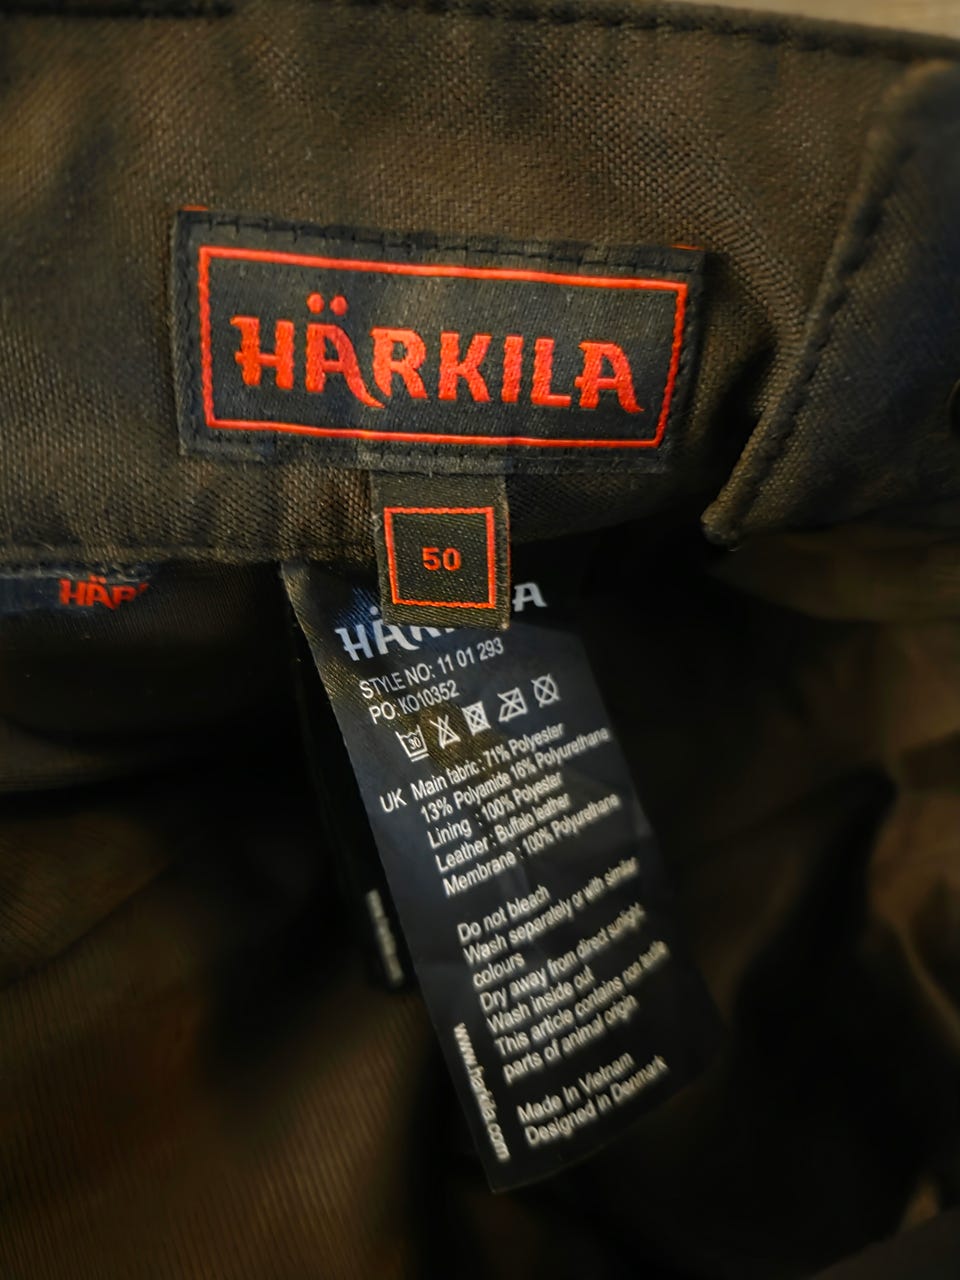 HÄRKILA
50
HÄR
HÄRKILA
STYLE NO: 11 01 293
PO: KO10352
30
UK Main fabric : 71% Polyester
13% Polyamide 16% Polyurethane
Lining : 100% Polyester
Leather : Buffalo leather
Membrane : 100% Polyurethane
Do not bleach
Wash separately or with similar
colours
Dry away from direct sunlight
Wash inside out
This article contains non textile
parts of animal origin
www.harkila.com
Made In Vietnam
Designed in Denmark